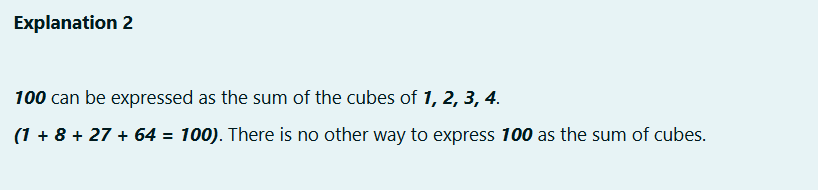 Explanation 2
100 can be expressed as the sum of the cubes of 1, 2, 3, 4.
(1 + 8 + 27 + 64 = 100). There is no other way to express 100 as the sum of cubes.